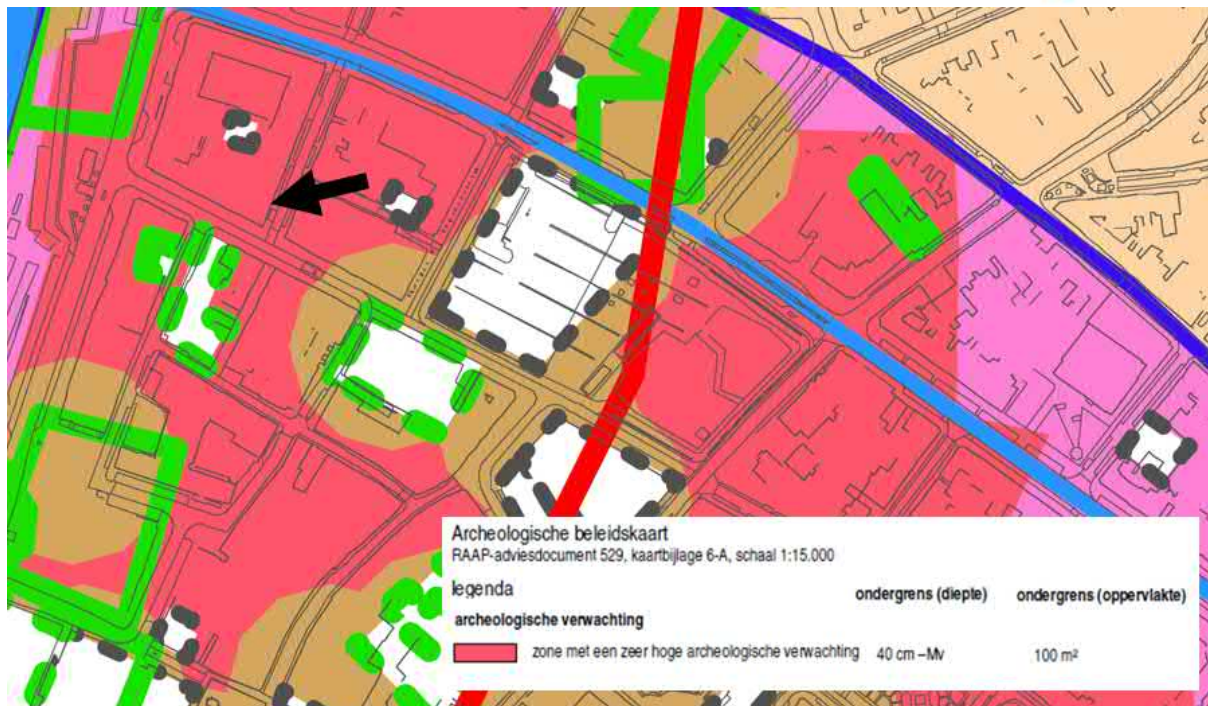 Archeologische beleidskaart
RAAP-adviesdocument 529, kaartbijlage 6-A, schaal 1:15.000
legenda
ondergrens (diepte) ondergrens (oppervlakte)
archeologische verwachting
zone met een zeer hoge archeologische verwachting 40 cm –Mv 100 m²